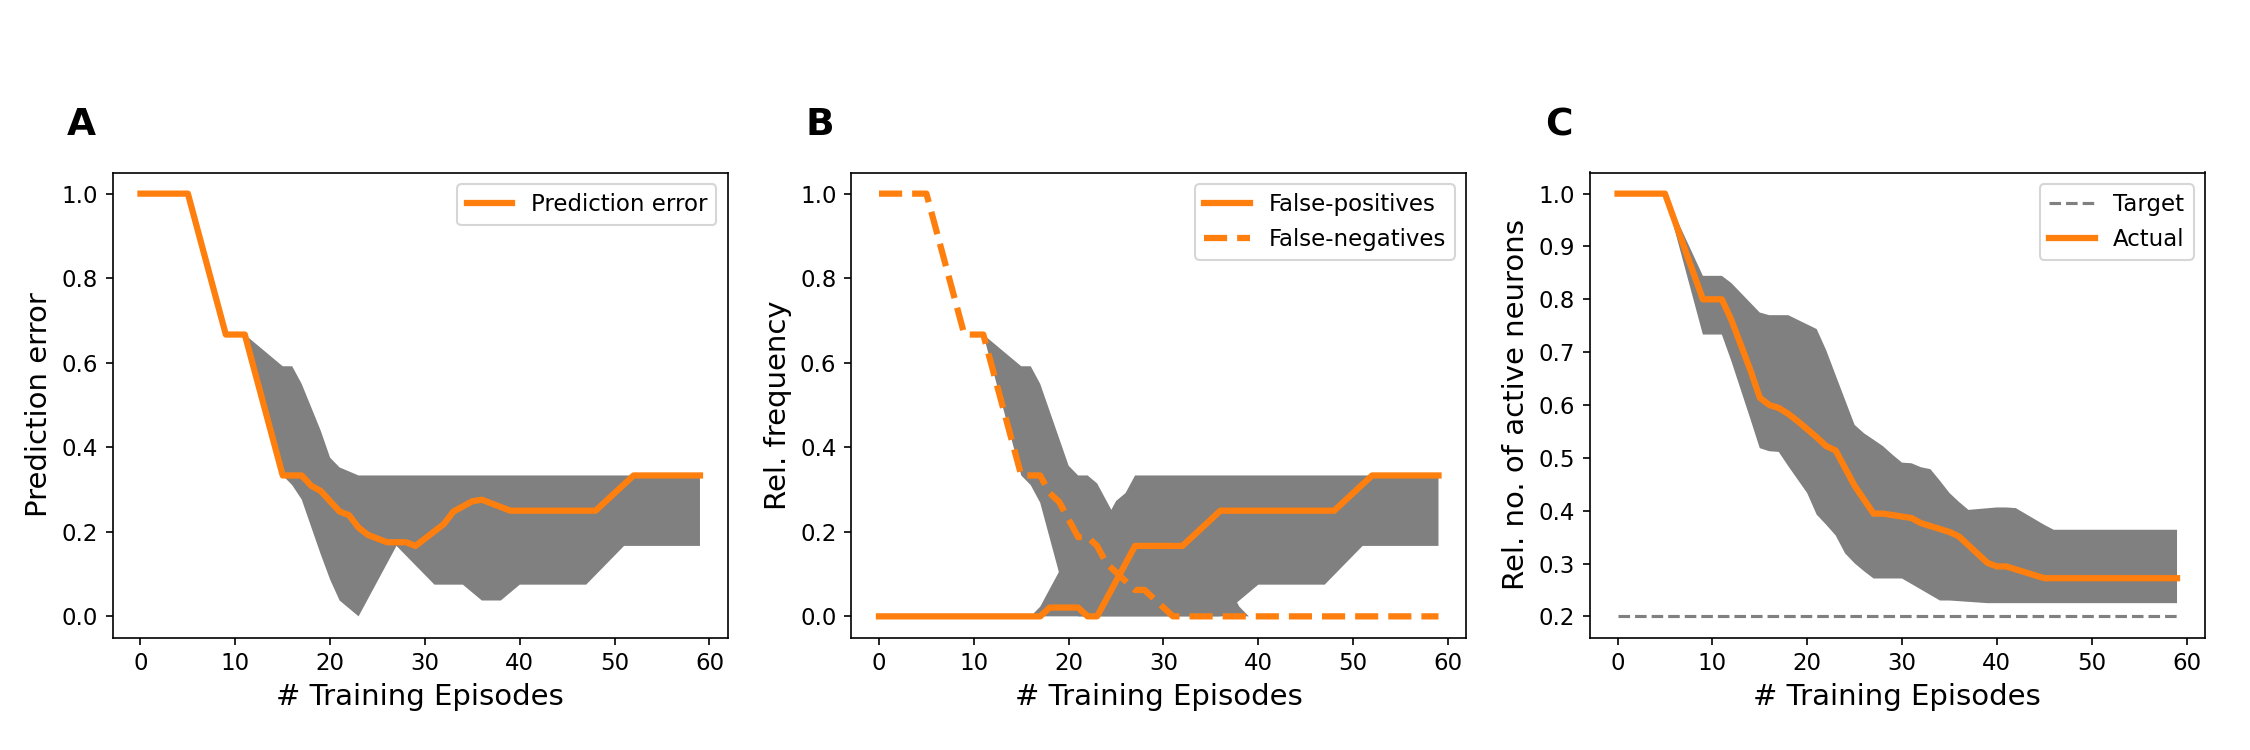 A
B
C
Prediction error
1.0
0.8
0.6
0.4
0.2
0.0
0 10 20 30 40 50 60
# Training Episodes
Prediction error
False-positives
False-negatives
1.0
0.8
0.6
0.4
0.2
0.0
Rel. frequency
0 10 20 30 40 50 60
# Training Episodes
Target
Actual
1.0
0.9
0.8
0.7
0.6
0.5
0.4
0.3
0.2
Rel. no. of active neurons
0 10 20 30 40 50 60
# Training Episodes